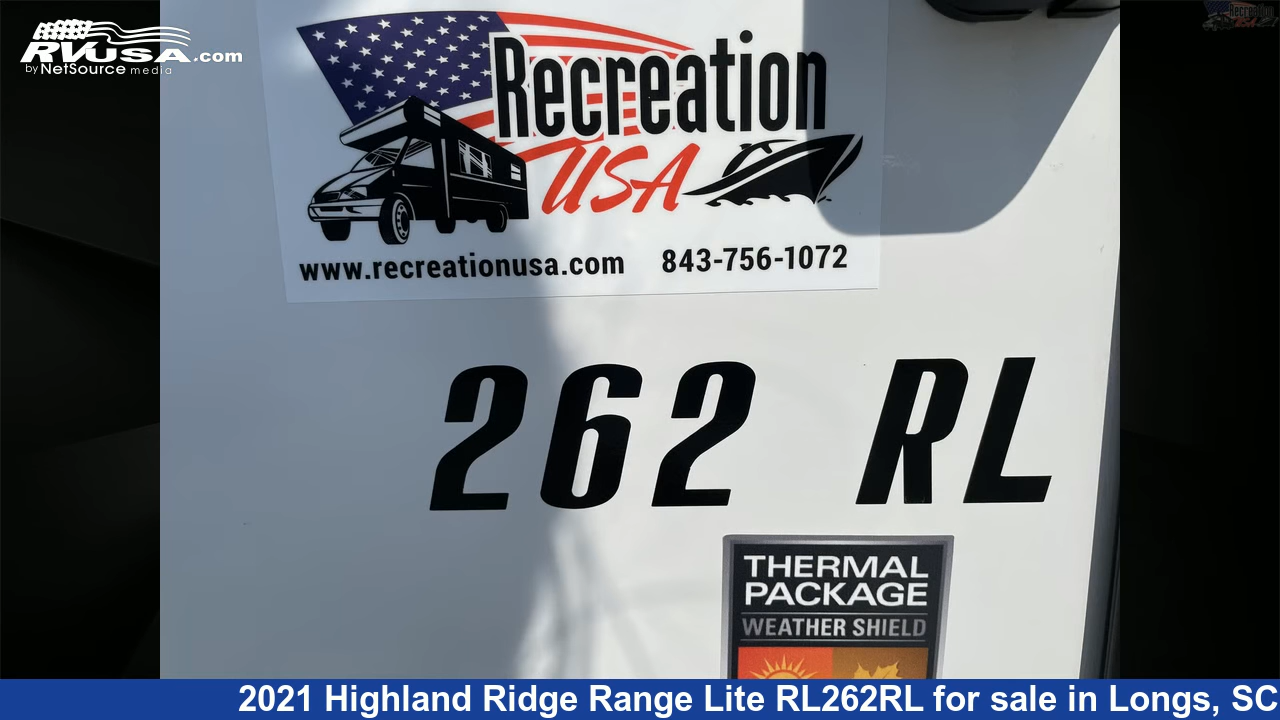 RVUSA.com
by NetSource media
Recreation
USA
www.recreationusa.com 843-756-1072
262 RL
THERMAL
PACKAGE
WEATHER SHIELD
2021 Highland Ridge Range Lite RL262RL for sale in Longs, SC